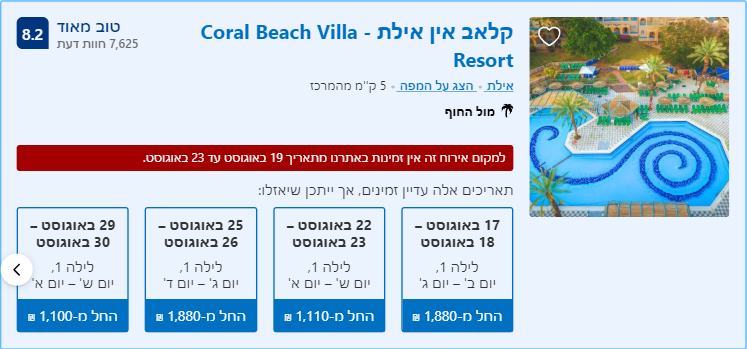 קלאב אין אילת - Coral Beach Villa
Resort
טוב מאוד
7,625 חוות דעת
8.2
אילת • הצג על המפה • 5 ק"מ מהמרכז
מול החוף
למקום אירוח זה אין זמינות באתרנו מתאריך 19 באוגוסט עד 23 באוגוסט.
תאריכים אלה עדיין זמינים, אך ייתכן שיאזלו:
17 באוגוסט –
18 באוגוסט
לילה 1,
יום ב' – יום ג'
החל מ-1,880 ₪
22 באוגוסט –
23 באוגוסט
לילה 1,
יום ש' – יום א'
החל מ-1,110 ₪
25 באוגוסט –
26 באוגוסט
לילה 1,
יום ג' – יום ד'
החל מ-1,880 ₪
29 באוגוסט –
30 באוגוסט
לילה 1,
יום ש' – יום א'
החל מ-1,100 ₪